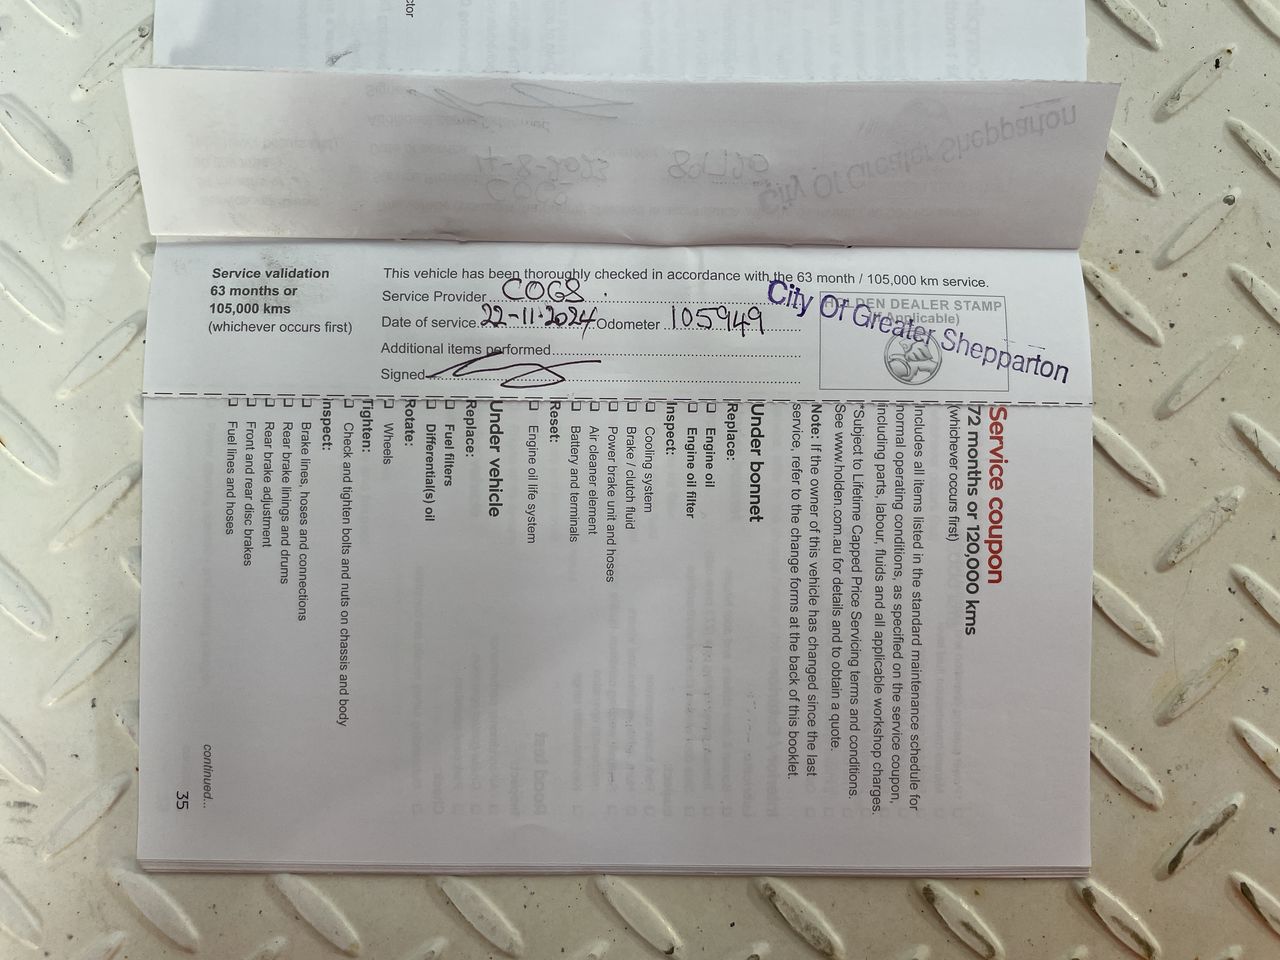 ctor
City Of Greater Shepparton
Service validation
63 months or
105,000 kms
(whichever occurs first)
This vehicle has been thoroughly checked in accordance with the 63 month / 105,000 km service.
Service Provider COGS .
Date of service 22-11-2024 Odometer 105949
Additional items performed
Signed
HOLDEN DEALER STAMP
(If Applicable)
City Of Greater Shepparton
Service coupon
72 months or 120,000 kms
(whichever occurs first)
Includes all items listed in the standard maintenance schedule for
normal operating conditions, as specified on the service coupon,
including parts, labour, fluids and all applicable workshop charges.
*Subject to Lifetime Capped Price Servicing terms and conditions.
See www.holden.com.au for details and to obtain a quote.
Note: If the owner of this vehicle has changed since the last
service, refer to the change forms at the back of this booklet.
Under bonnet
Replace:
Engine oil
Engine oil filter
Inspect:
Cooling system
Brake / clutch fluid
Power brake unit and hoses
Air cleaner element
Battery and terminals
Reset:
Engine oil life system
Under vehicle
Replace:
Fuel filters
Differential(s) oil
Rotate:
Wheels
Tighten:
Check and tighten bolts and nuts on chassis and body
Inspect:
Brake lines, hoses and connections
Rear brake linings and drums
Rear brake adjustment
Front and rear disc brakes
Fuel lines and hoses
continued...
35